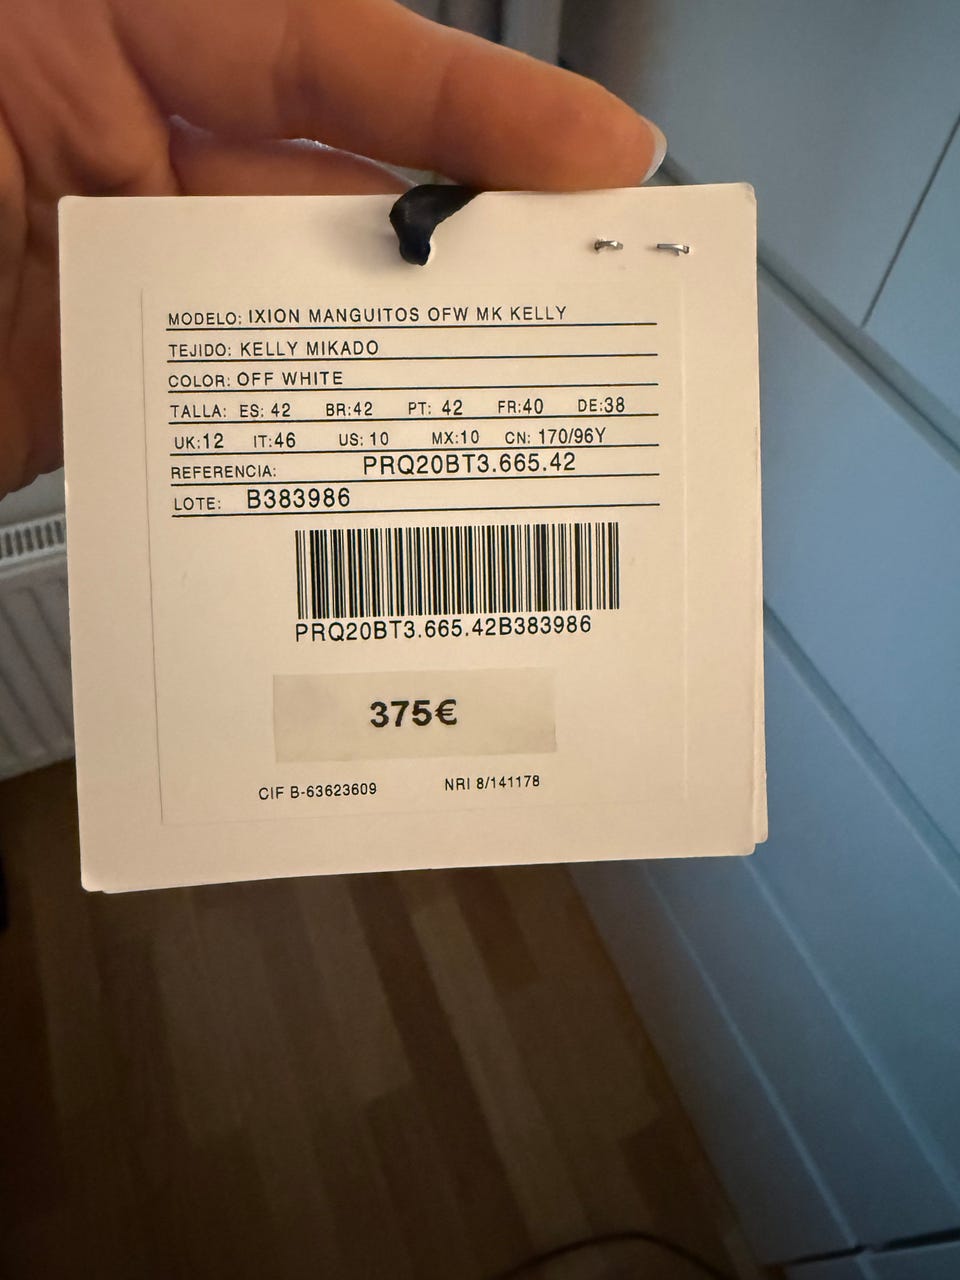 MODELO: IXION MANGUITOS OFW MK KELLY
TEJIDO: KELLY MIKADO
COLOR: OFF WHITE
TALLA: ES: 42 BR:42 PT: 42 FR:40 DE:38
UK:12 IT:46 US: 10 MX:10 CN: 170/96Y
REFERENCIA: PRQ20BT3.665.42
LOTE: B383986
PRQ20BT3.665.42B383986
375€
CIF B-63623609 NRI 8/141178